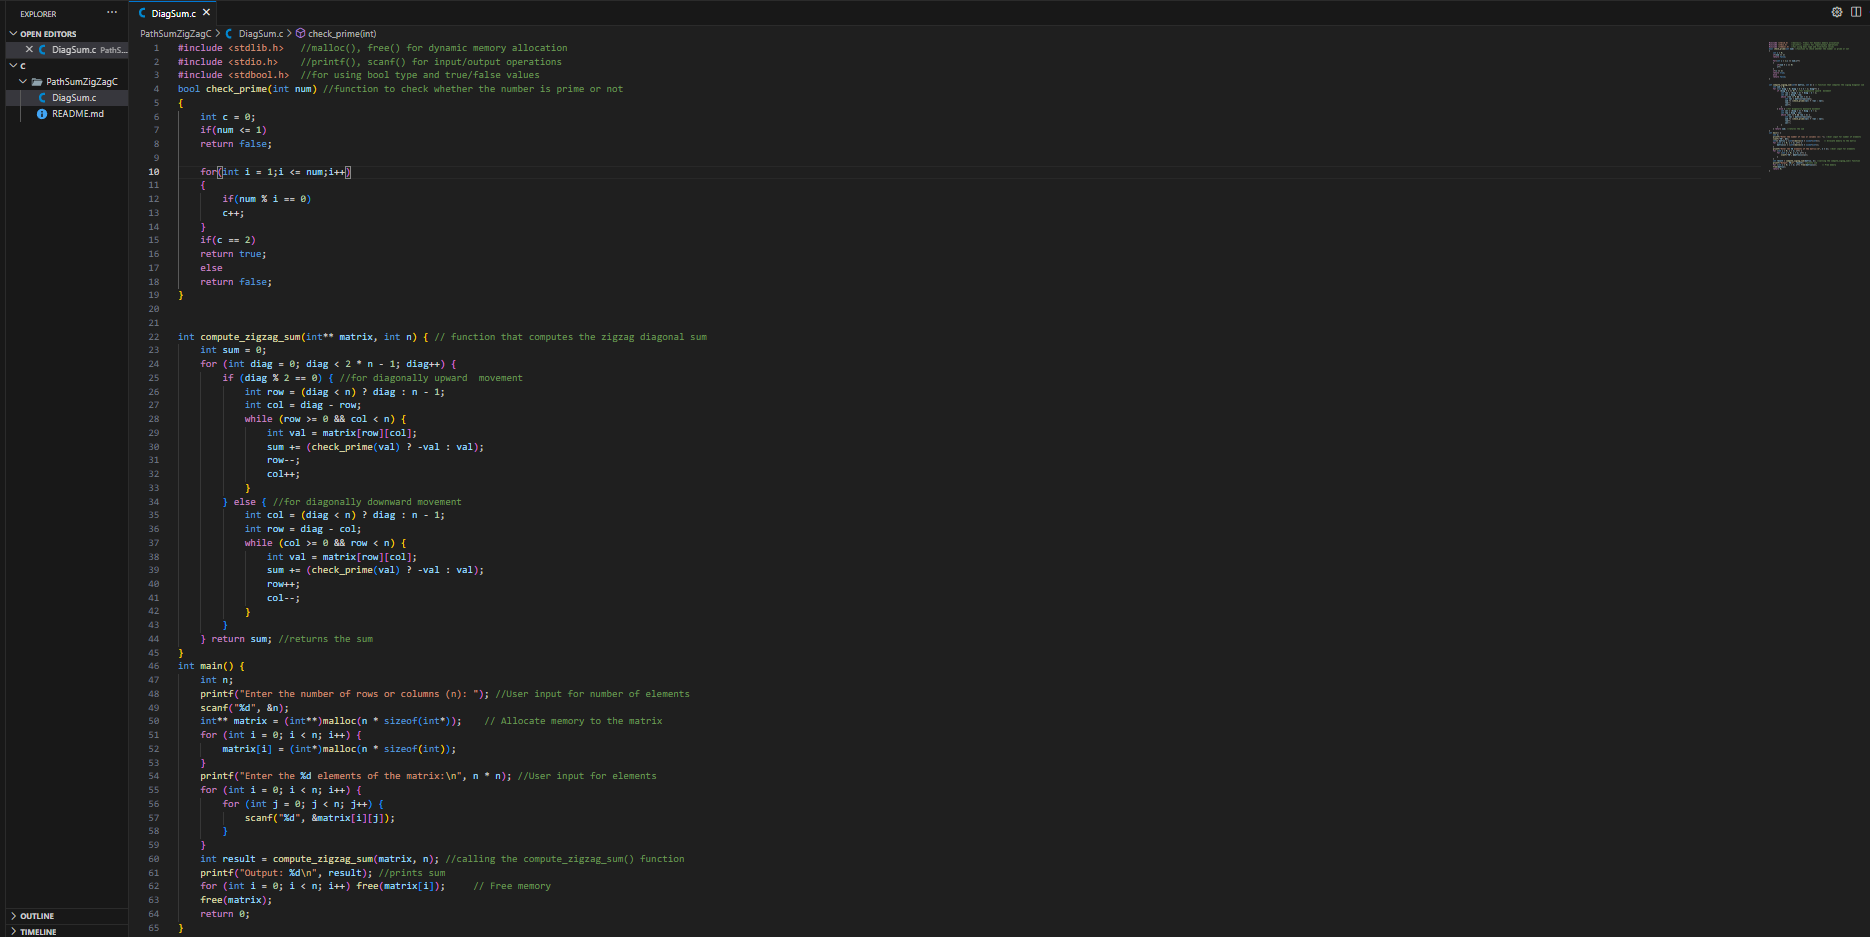 EXPLORER ···
OPEN EDITORS
DiagSum.c PathS...
C
PathSumZigZagC
DiagSum.c
README.md
OUTLINE
TIMELINE
DiagSum.c
PathSumZigZagC > DiagSum.c > check_prime(int)
1 #include <stdlib.h> //malloc(), free() for dynamic memory allocation
2 #include <stdio.h> //printf(), scanf() for input/output operations
3 #include <stdbool.h> //for using bool type and true/false values
4 bool check_prime(int num) //function to check whether the number is prime or not
5 {
6 int c = 0;
7 if(num <= 1)
8 return false;
9
10 for(int i = 1;i <= num;i++)
11 {
12 if(num % i == 0)
13 c++;
14 }
15 if(c == 2)
16 return true;
17 else
18 return false;
19 }
20
21
22 int compute_zigzag_sum(int** matrix, int n) { // function that computes the zigzag diagonal sum
23 int sum = 0;
24 for (int diag = 0; diag < 2 * n - 1; diag++) {
25 if (diag % 2 == 0) { //for diagonally upward  movement
26 int row = (diag < n) ? diag : n - 1;
27 int col = diag - row;
28 while (row >= 0 && col < n) {
29 int val = matrix[row][col];
30 sum += (check_prime(val) ? -val : val);
31 row--;
32 col++;
33 }
34 } else { //for diagonally downward movement
35 int col = (diag < n) ? diag : n - 1;
36 int row = diag - col;
37 while (col >= 0 && row < n) {
38 int val = matrix[row][col];
39 sum += (check_prime(val) ? -val : val);
40 row++;
41 col--;
42 }
43 }
44 } return sum; //returns the sum
45 }
46 int main() {
47 int n;
48 printf("Enter the number of rows or columns (n): "); //User input for number of elements
49 scanf("%d", &n);
50 int** matrix = (int**)malloc(n * sizeof(int*)); // Allocate memory to the matrix
51 for (int i = 0; i < n; i++) {
52 matrix[i] = (int*)malloc(n * sizeof(int));
53 }
54 printf("Enter the %d elements of the matrix:\n", n * n); //User input for elements
55 for (int i = 0; i < n; i++) {
56 for (int j = 0; j < n; j++) {
57 scanf("%d", &matrix[i][j]);
58 }
59 }
60 int result = compute_zigzag_sum(matrix, n); //calling the compute_zigzag_sum() function
61 printf("Output: %d\n", result); //prints sum
62 for (int i = 0; i < n; i++) free(matrix[i]); // Free memory
63 free(matrix);
64 return 0;
65 }